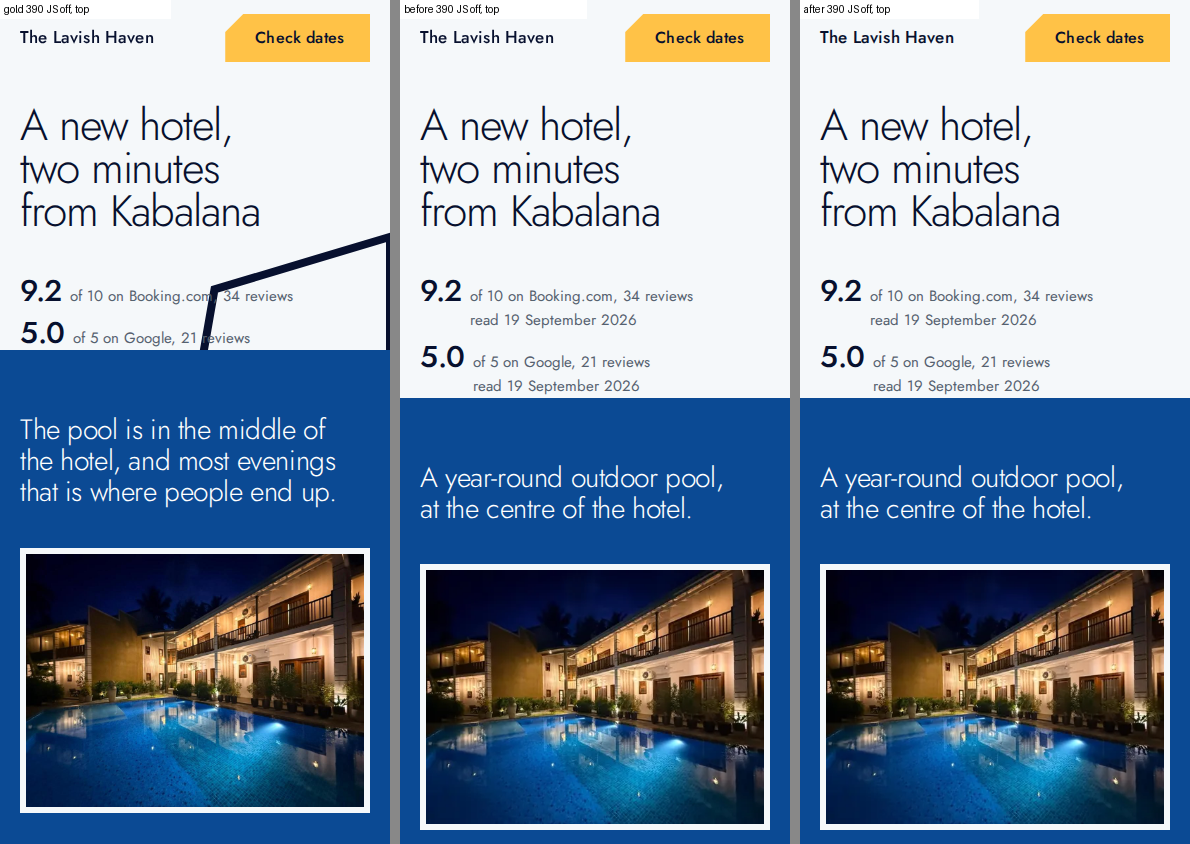 gold 390 JS off, top
The Lavish Haven
Check dates
A new hotel,
two minutes
from Kabalana
9.2 of 10 on Booking.com, 34 reviews
5.0 of 5 on Google, 21 reviews
The pool is in the middle of
the hotel, and most evenings
that is where people end up.
before 390 JS off, top
The Lavish Haven
Check dates
A new hotel,
two minutes
from Kabalana
9.2 of 10 on Booking.com, 34 reviews
read 19 September 2026
5.0 of 5 on Google, 21 reviews
read 19 September 2026
A year-round outdoor pool,
at the centre of the hotel.
after 390 JS off, top
The Lavish Haven
Check dates
A new hotel,
two minutes
from Kabalana
9.2 of 10 on Booking.com, 34 reviews
read 19 September 2026
5.0 of 5 on Google, 21 reviews
read 19 September 2026
A year-round outdoor pool,
at the centre of the hotel.